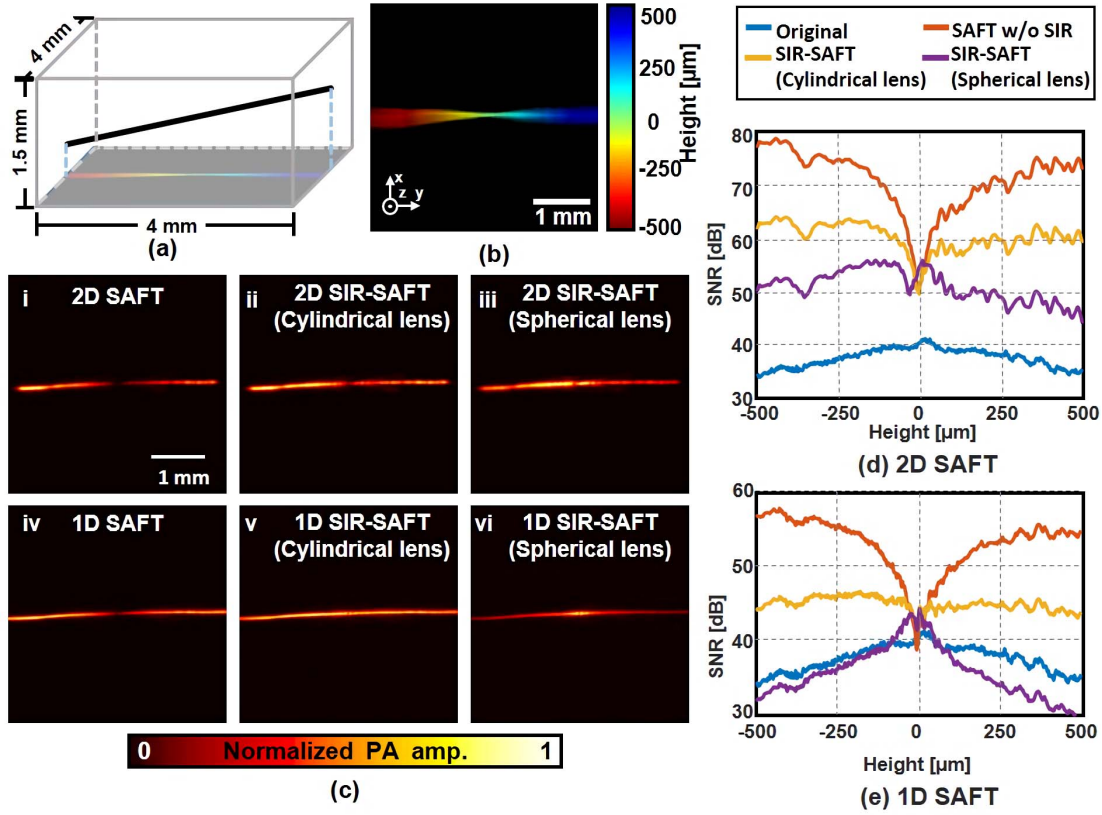 4 mm
1.5 mm
4 mm
(a)
b
x
z y
1 mm
(b)
500
250
0
-250
-500
Height [µm]
i
2D SAFT
1 mm
ii
2D SIR-SAFT
(Cylindrical lens)
iii
2D SIR-SAFT
(Spherical lens)
iv
1D SAFT
v
1D SIR-SAFT
(Cylindrical lens)
vi
1D SIR-SAFT
(Spherical lens)
0 Normalized PA amp. 1
(c)
Original
SAFT w/o SIR
SIR-SAFT
(Cylindrical lens)
SIR-SAFT
(Spherical lens)
80
70
60
50
40
30
SNR [dB]
-500 -250 0 250 500
Height [µm]
(d) 2D SAFT
60
50
40
30
SNR [dB]
-500 -250 0 250 500
Height [µm]
(e) 1D SAFT